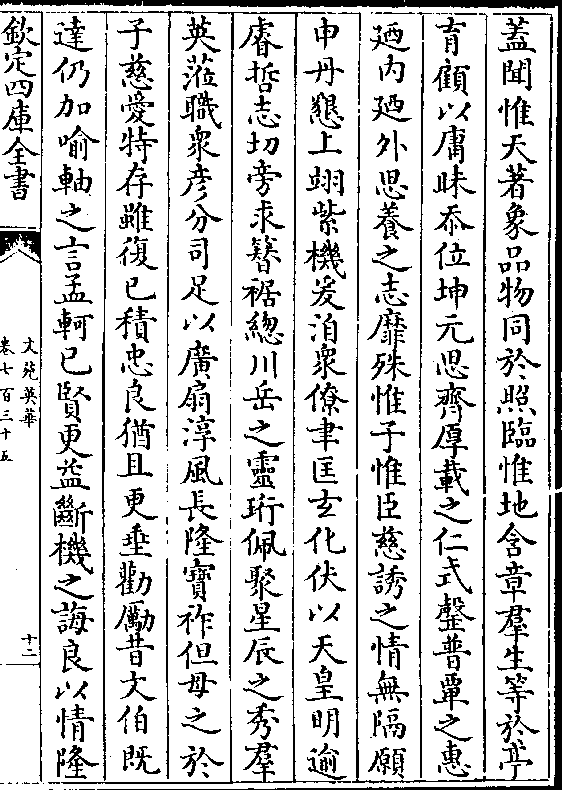 蓋聞惟天著象品物同於照臨惟地含章羣生等於亭
育顧以庸昧忝位坤元思齊厚載之仁式罄普覃之惠
廼內廼外思養之志靡殊惟子惟臣慈誘之情無隔願
申丹懇上翊紫機爰洎衆僚聿匡玄化伏以天皇明逾
睿哲志切旁求簪裾總川岳之靈珩佩聚星辰之秀羣
英蒞職衆彦分司足以廣扇淳風長隆寶祚但母之於
子慈愛特存雖復已積忠良猶且更垂勸勵昔文伯既
達仍加喻軸之言孟軻已賢更益斷機之誨良以情隆
欽定四庫全書
文苑英華
卷七百三十五
十二